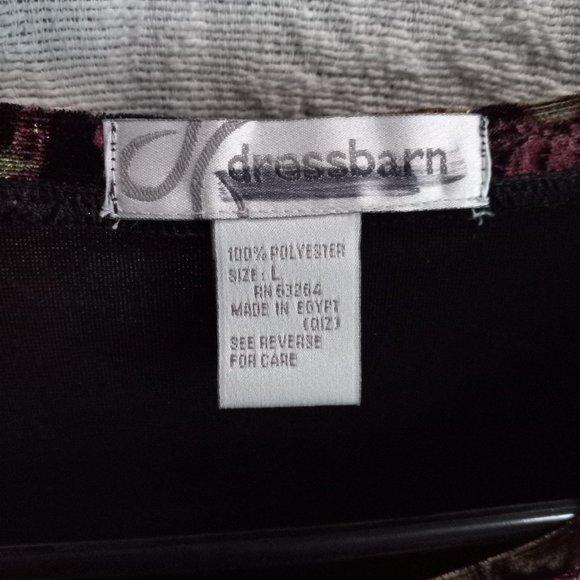 dressbarn
100% POLYESTER
SIZE: L
RN 63264
MADE IN EGYPT
(QIZ)
SEE REVERSE
FOR CARE